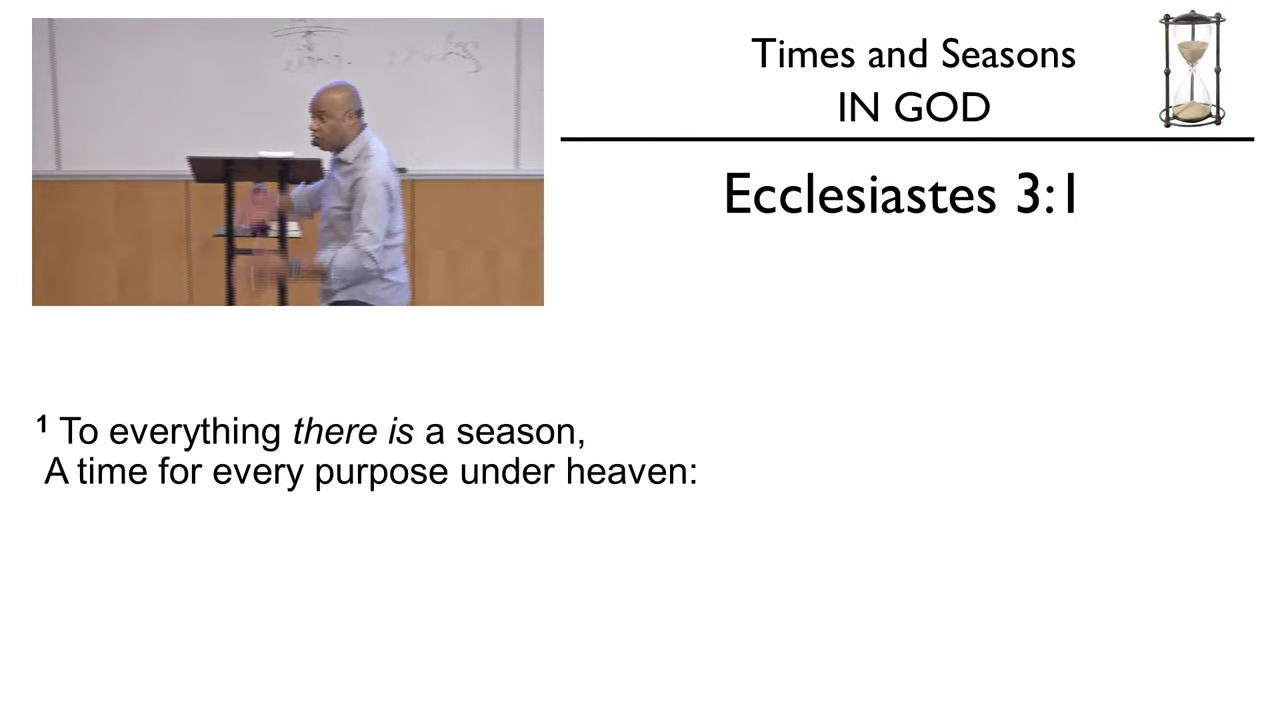 Times and Seasons
IN GOD
Ecclesiastes 3:1
1 To everything there is a season,
A time for every purpose under heaven: